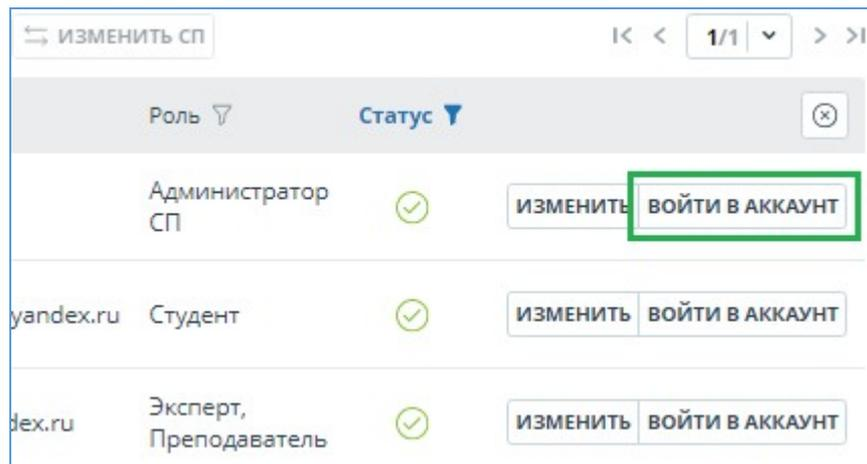 ИЗМЕНИТЬ СП
1/1
Роль Статус
Администратор
СП
ИЗМЕНИТЬ ВОЙТИ В АККАУНТ
yandex.ru Студент ИЗМЕНИТЬ ВОЙТИ В АККАУНТ
dex.ru
Эксперт,
Преподаватель
ИЗМЕНИТЬ ВОЙТИ В АККАУНТ